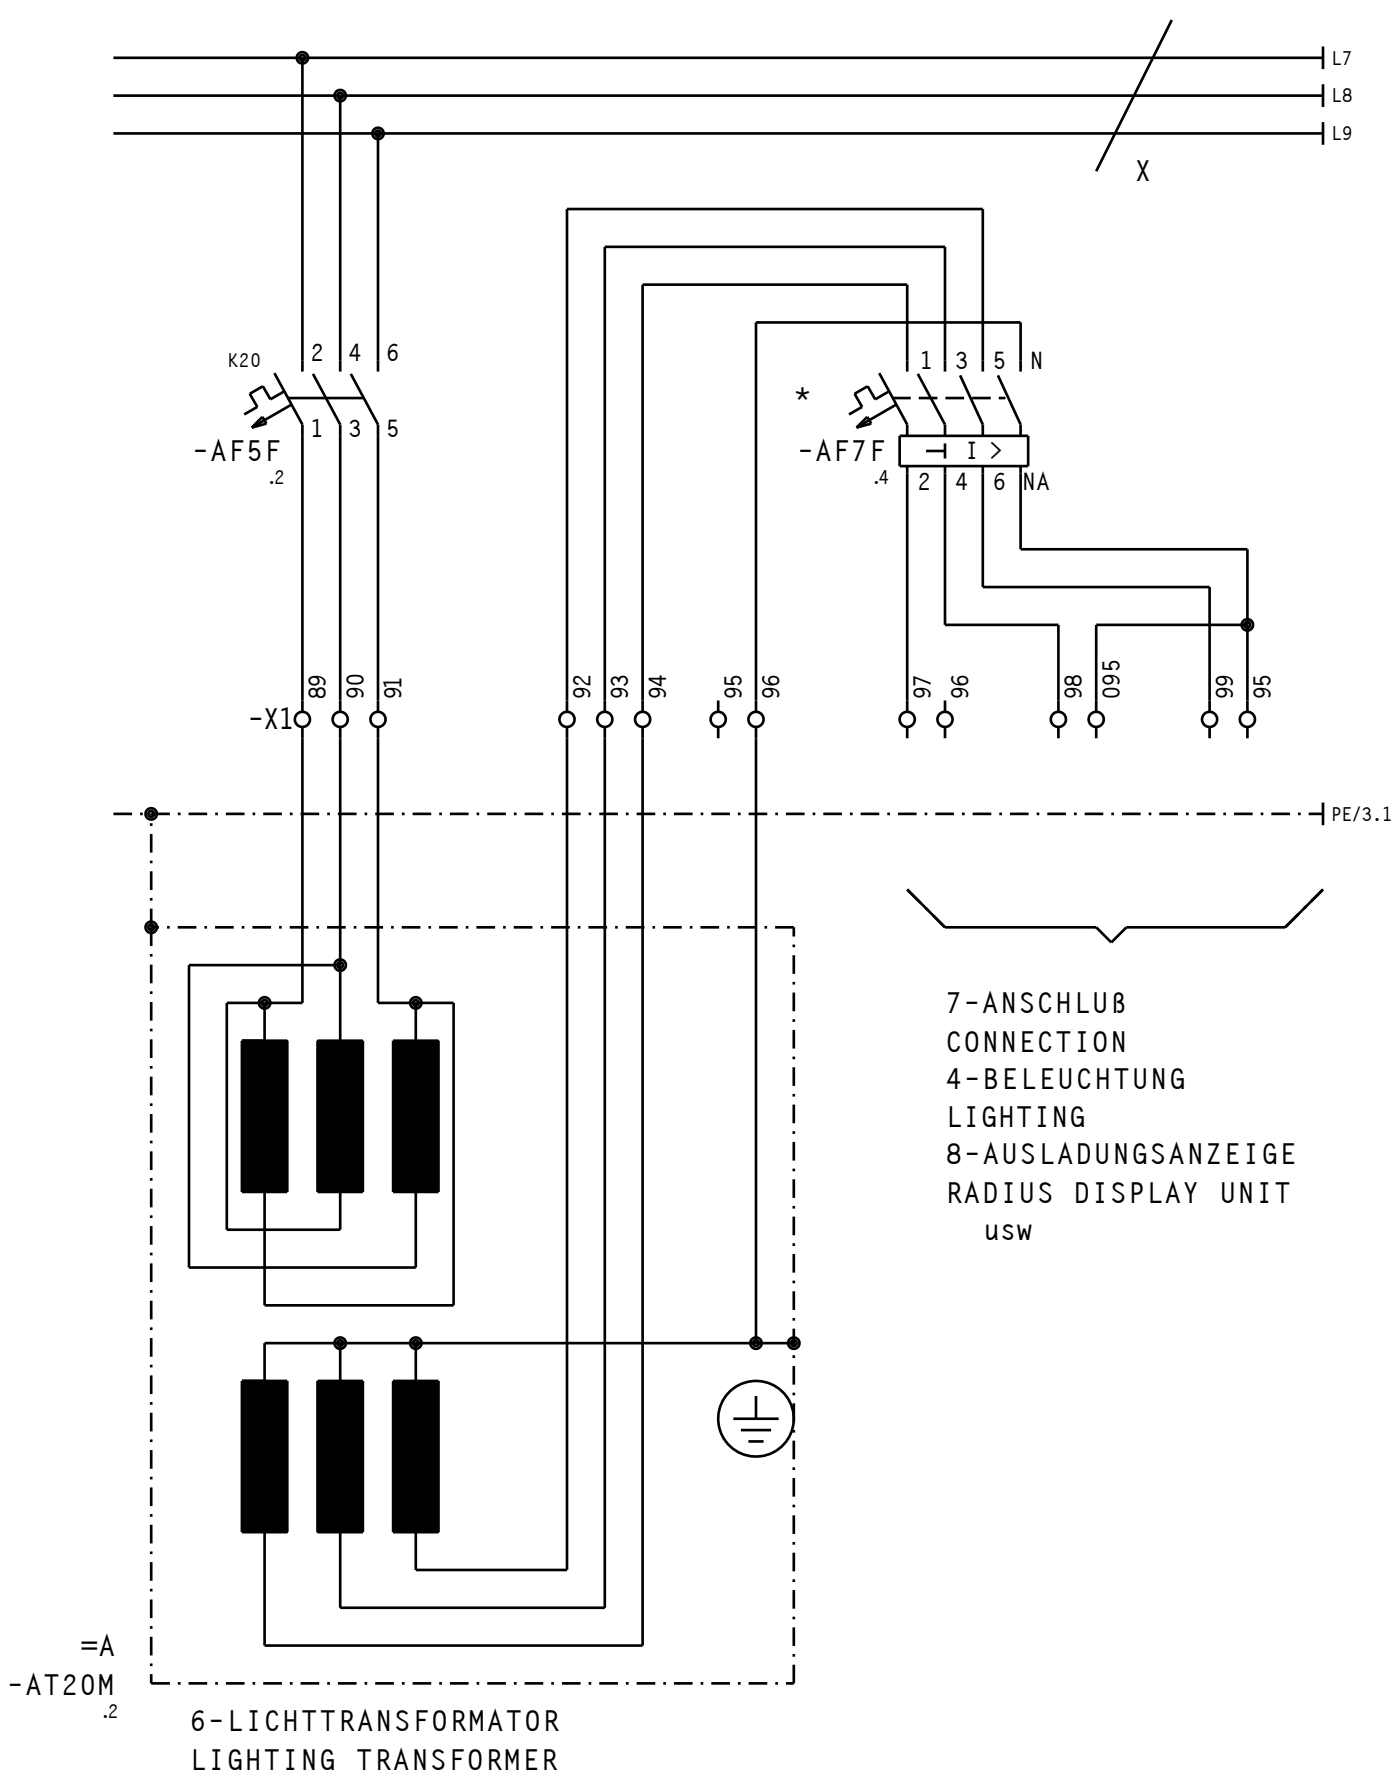 L7
L8
L9
X
K20
2 4 6
1 3 5
-AF5F
.2
*
1 3 5 N
-AF7F
I >
.4
2 4 6 NA
-X1
89 90 91 92 93 94 95 96 97 96 98 095 99 95
PE/3.1
7-ANSCHLUß
CONNECTION
4-BELEUCHTUNG
LIGHTING
8-AUSLADUNGSANZEIGE
RADIUS DISPLAY UNIT
usw
=A
-AT20M
.2
6-LICHTTRANSFORMATOR
LIGHTING TRANSFORMER